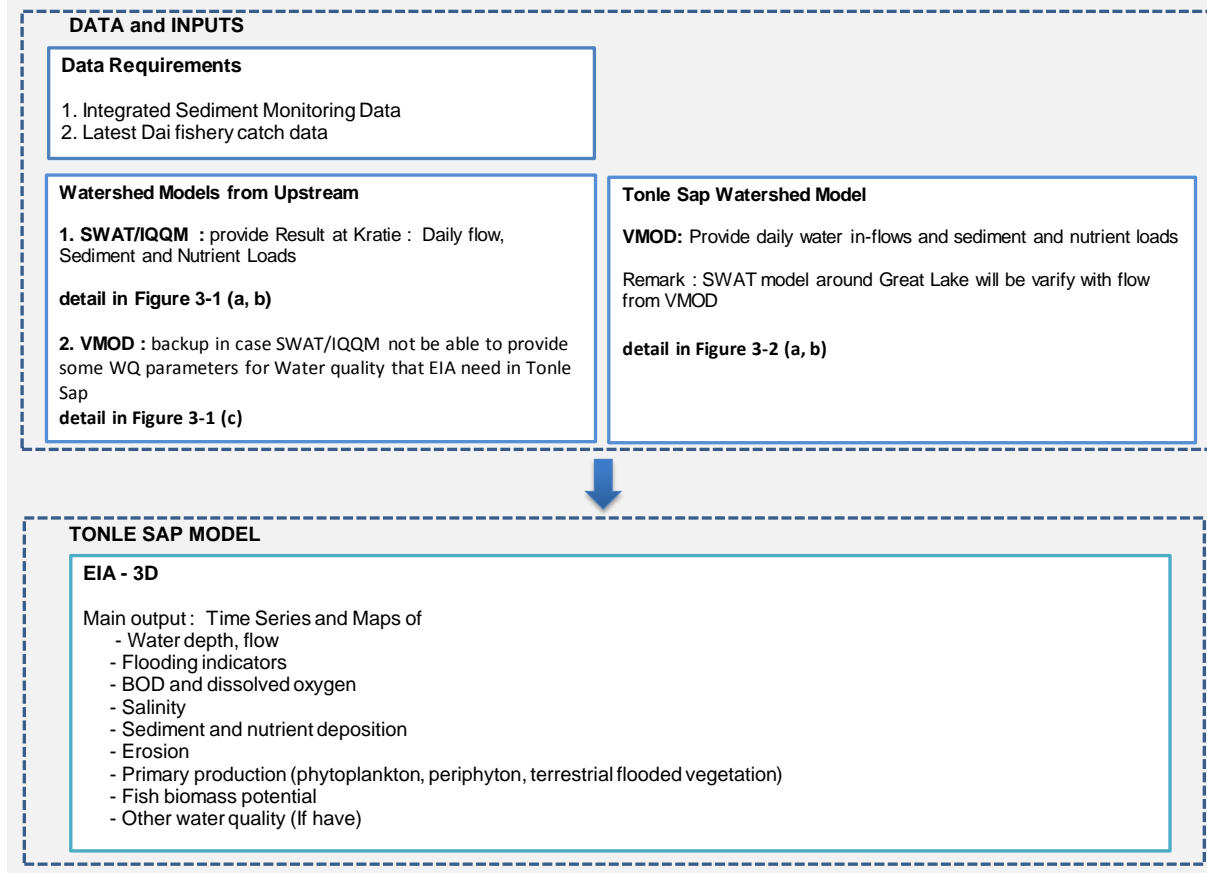 DATA and INPUTS
Data Requirements
1. Integrated Sediment Monitoring Data
2. Latest Dai fishery catch data
Watershed Models from Upstream
1. SWAT/IQQM : provide Result at Kratie : Daily flow,
Sediment and Nutrient Loads
detail in Figure 3-1 (a, b)
2. VMOD : backup in case SWAT/IQQM not be able to provide
some WQ parameters for Water quality that EIA need in Tonle
Sap
detail in Figure 3-1 (c)
Tonle Sap Watershed Model
VMOD: Provide daily water in-flows and sediment and nutrient loads
Remark : SWAT model around Great Lake will be varify with flow
from VMOD
detail in Figure 3-2 (a, b)
TONLE SAP MODEL
EIA - 3D
Main output : Time Series and Maps of
- Water depth, flow
- Flooding indicators
- BOD and dissolved oxygen
- Salinity
- Sediment and nutrient deposition
- Erosion
- Primary production (phytoplankton, periphyton, terrestrial flooded vegetation)
- Fish biomass potential
- Other water quality (If have)